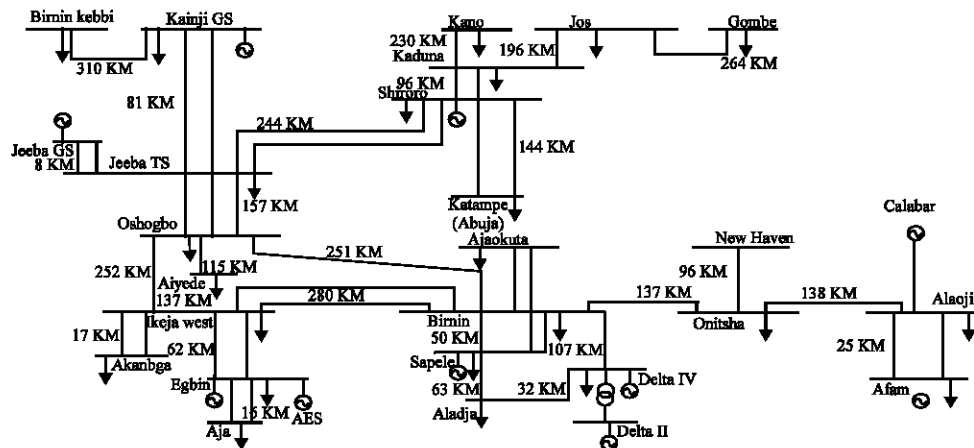 Birnin kebbi
Kainji GS
Kano
Jos
Gombe
310 KM
230 KM
196 KM
264 KM
Kaduna
81 KM
96 KM
Shiroro
244 KM
144 KM
Jeeba GS
8 KM
Jeeba TS
157 KM
Katampe
(Abuja)
Oshogbo
Ajaokuta
Calabar
New Haven
252 KM
115 KM
251 KM
96 KM
Aiyede
137 KM
280 KM
137 KM
138 KM
Alaoji
Ikeja west
Birnin
Onitsha
17 KM
62 KM
50 KM
107 KM
25 KM
Akanbga
Sapele
Egbin
63 KM
32 KM
Delta IV
Afam
AES
15 KM
Aladja
Aja
Delta II